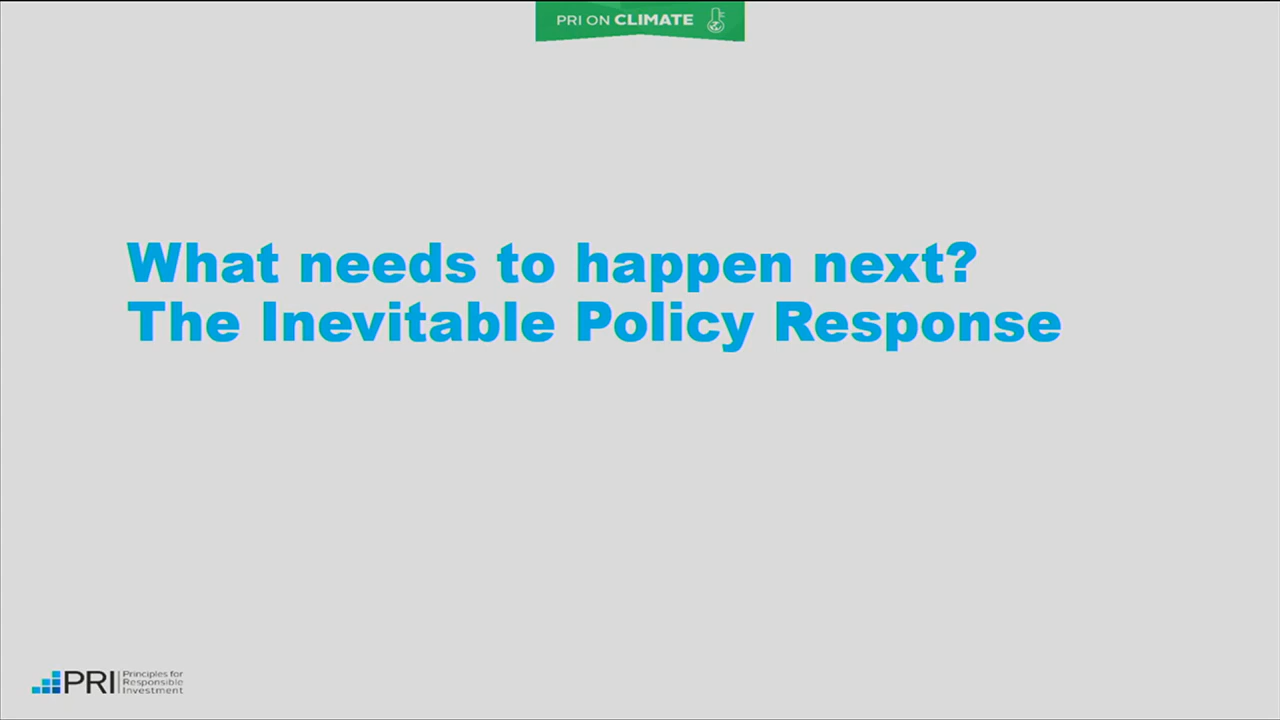 PRI ON CLIMATE
What needs to happen next?
The Inevitable Policy Response
PRI
Principles for
Responsible
Investment